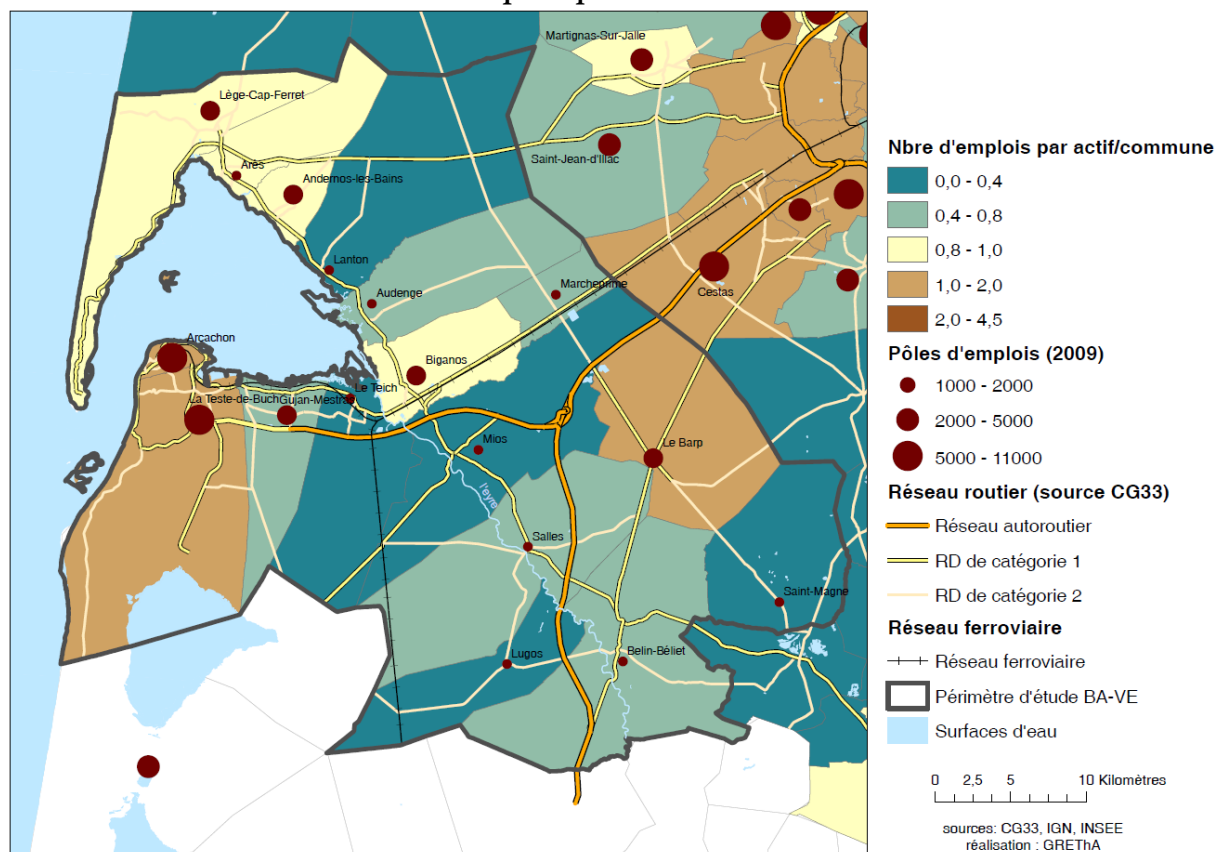 Martignas-Sur-Jalle
Lège-Cap-Ferret
Saint-Jean-d'Illac
Arès
Andernos-les-Bains
Lanton
Audenge
Marcheprime
Cestas
Arcachon
Biganos
Le Teich
La Teste-de-Buch
Gujan-Mestras
Mios
Le Barp
l'eyre
Salles
Saint-Magne
Lugos
Belin-Béliet
Nbre d'emplois par actif/commune
0,0 - 0,4
0,4 - 0,8
0,8 - 1,0
1,0 - 2,0
2,0 - 4,5
Pôles d'emplois (2009)
1000 - 2000
2000 - 5000
5000 - 11000
Réseau routier (source CG33)
Réseau autoroutier
RD de catégorie 1
RD de catégorie 2
Réseau ferroviaire
Réseau ferroviaire
Périmètre d'étude BA-VE
Surfaces d'eau
0 2,5 5 10 Kilomètres
sources: CG33, IGN, INSEE
réalisation : GREThA